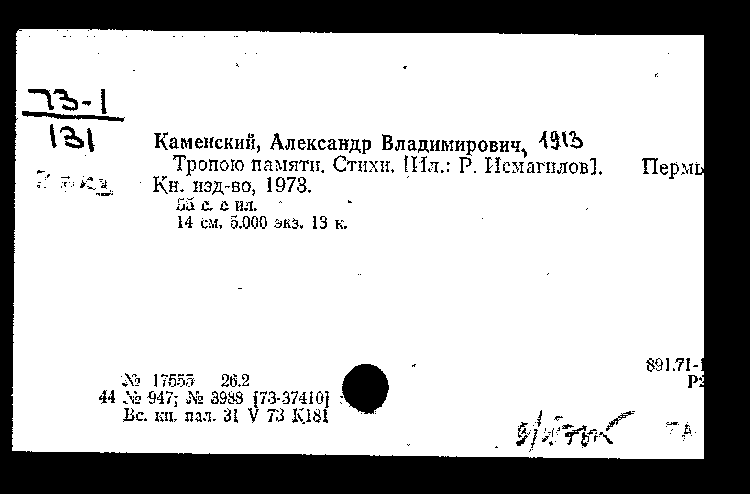 73-1
131
Каменский, Александр Владимирович, 1913
Тропою памяти. Стихи. [Ил.: Р. Исмагилов]. Пермь
Кн. изд-во, 1973.
55 с. с ил.
14 см. 5.000 экз. 13 к.
891.71-1
Р2
№ 17555 26.2
44 № 947; № 3988 [73-37410]
Вс. кн. пал. 31 V 73 К181